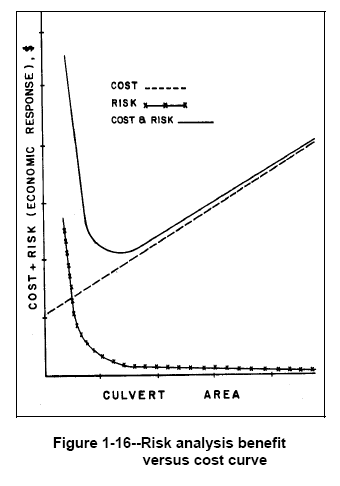 COST + RISK (ECONOMIC RESPONSE), $
COST
RISK
COST & RISK
CULVERT AREA
Figure 1-16--Risk analysis benefit
versus cost curve